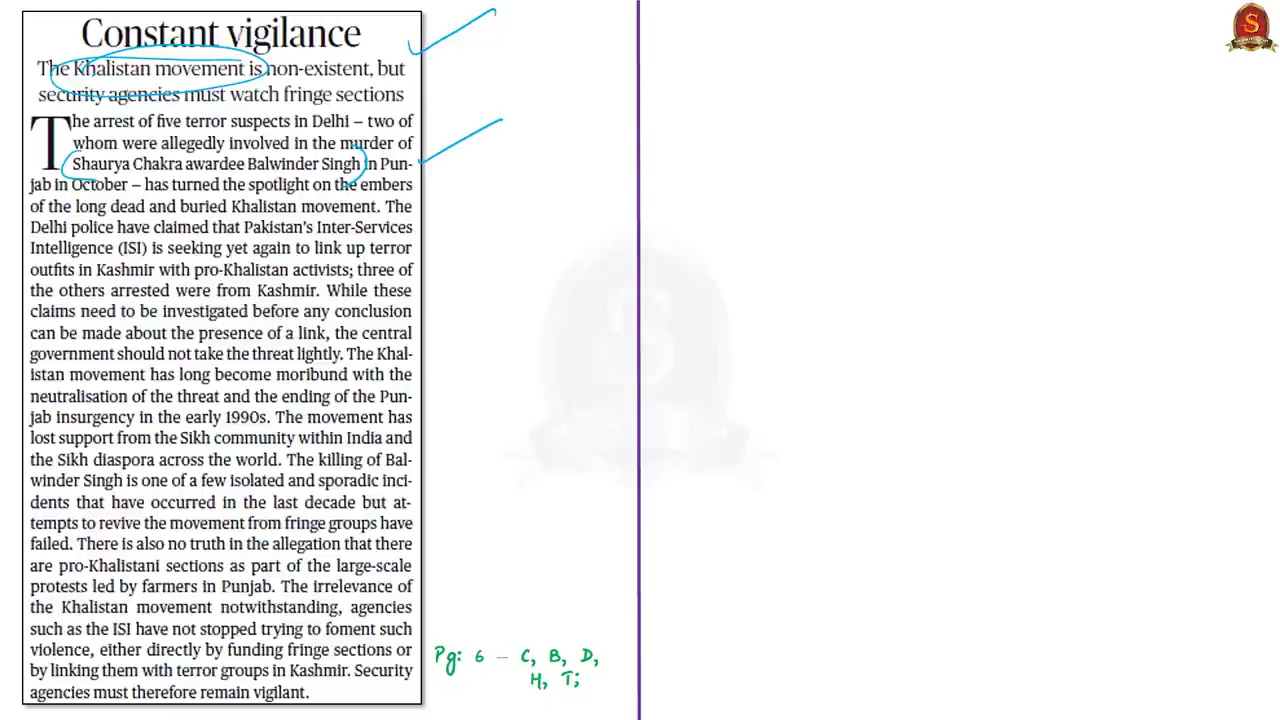 Constant vigilance
The Khalistan movement is non-existent, but
security agencies must watch fringe sections
The arrest of five terror suspects in Delhi – two of
whom were allegedly involved in the murder of
Shaurya Chakra awardee Balwinder Singh in Pun-
jab in October – has turned the spotlight on the embers
of the long dead and buried Khalistan movement. The
Delhi police have claimed that Pakistan’s Inter-Services
Intelligence (ISI) is seeking yet again to link up terror
outfits in Kashmir with pro-Khalistan activists; three of
the others arrested were from Kashmir. While these
claims need to be investigated before any conclusion
can be made about the presence of a link, the central
government should not take the threat lightly. The Khal-
istan movement has long become moribund with the
neutralisation of the threat and the ending of the Pun-
jab insurgency in the early 1990s. The movement has
lost support from the Sikh community within India and
the Sikh diaspora across the world. The killing of Bal-
winder Singh is one of a few isolated and sporadic inci-
dents that have occurred in the last decade but at-
tempts to revive the movement from fringe groups have
failed. There is also no truth in the allegation that there
are pro-Khalistani sections as part of the large-scale
protests led by farmers in Punjab. The irrelevance of
the Khalistan movement notwithstanding, agencies
such as the ISI have not stopped trying to foment such
violence, either directly by funding fringe sections or
by linking them with terror groups in Kashmir. Security
agencies must therefore remain vigilant.
Pg: 6 – C, B, D,
H, T;
S